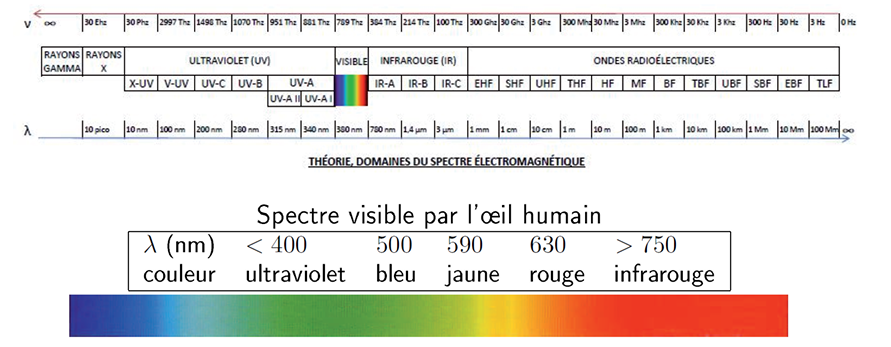 ν ∞ 30 Ehz 30 Phz 2997 Thz 1498 Thz 1070 Thz 951 Thz 881 Thz 789 Thz 384 Thz 214 Thz 100 Thz 300 Ghz 30 Ghz 3 Ghz 300 Mhz 30 Mhz 3 Mhz 300 Khz 30 Khz 3 Khz 300 Hz 30 Hz 3 Hz 0 Hz
RAYONS GAMMA RAYONS X ULTRAVIOLET (UV) VISIBLE INFRAROUGE (IR) ONDES RADIOÉLECTRIQUES
X-UV V-UV UV-C UV-B UV-A IR-A IR-B IR-C EHF SHF UHF THF HF MF BF TBF UBF SBF EBF TLF
UV-A II UV-A I
λ 10 pico 10 nm 100 nm 200 nm 280 nm 315 nm 340 nm 380 nm 780 nm 1,4 µm 3 µm 1 mm 1 cm 10 cm 1 m 10 m 100 m 1 km 10 km 100 km 1 Mm 10 Mm 100 Mm ∞
THÉORIE, DOMAINES DU SPECTRE ÉLECTROMAGNÉTIQUE
Spectre visible par l'œil humain
λ (nm) < 400 500 590 630 > 750
couleur ultraviolet bleu jaune rouge infrarouge